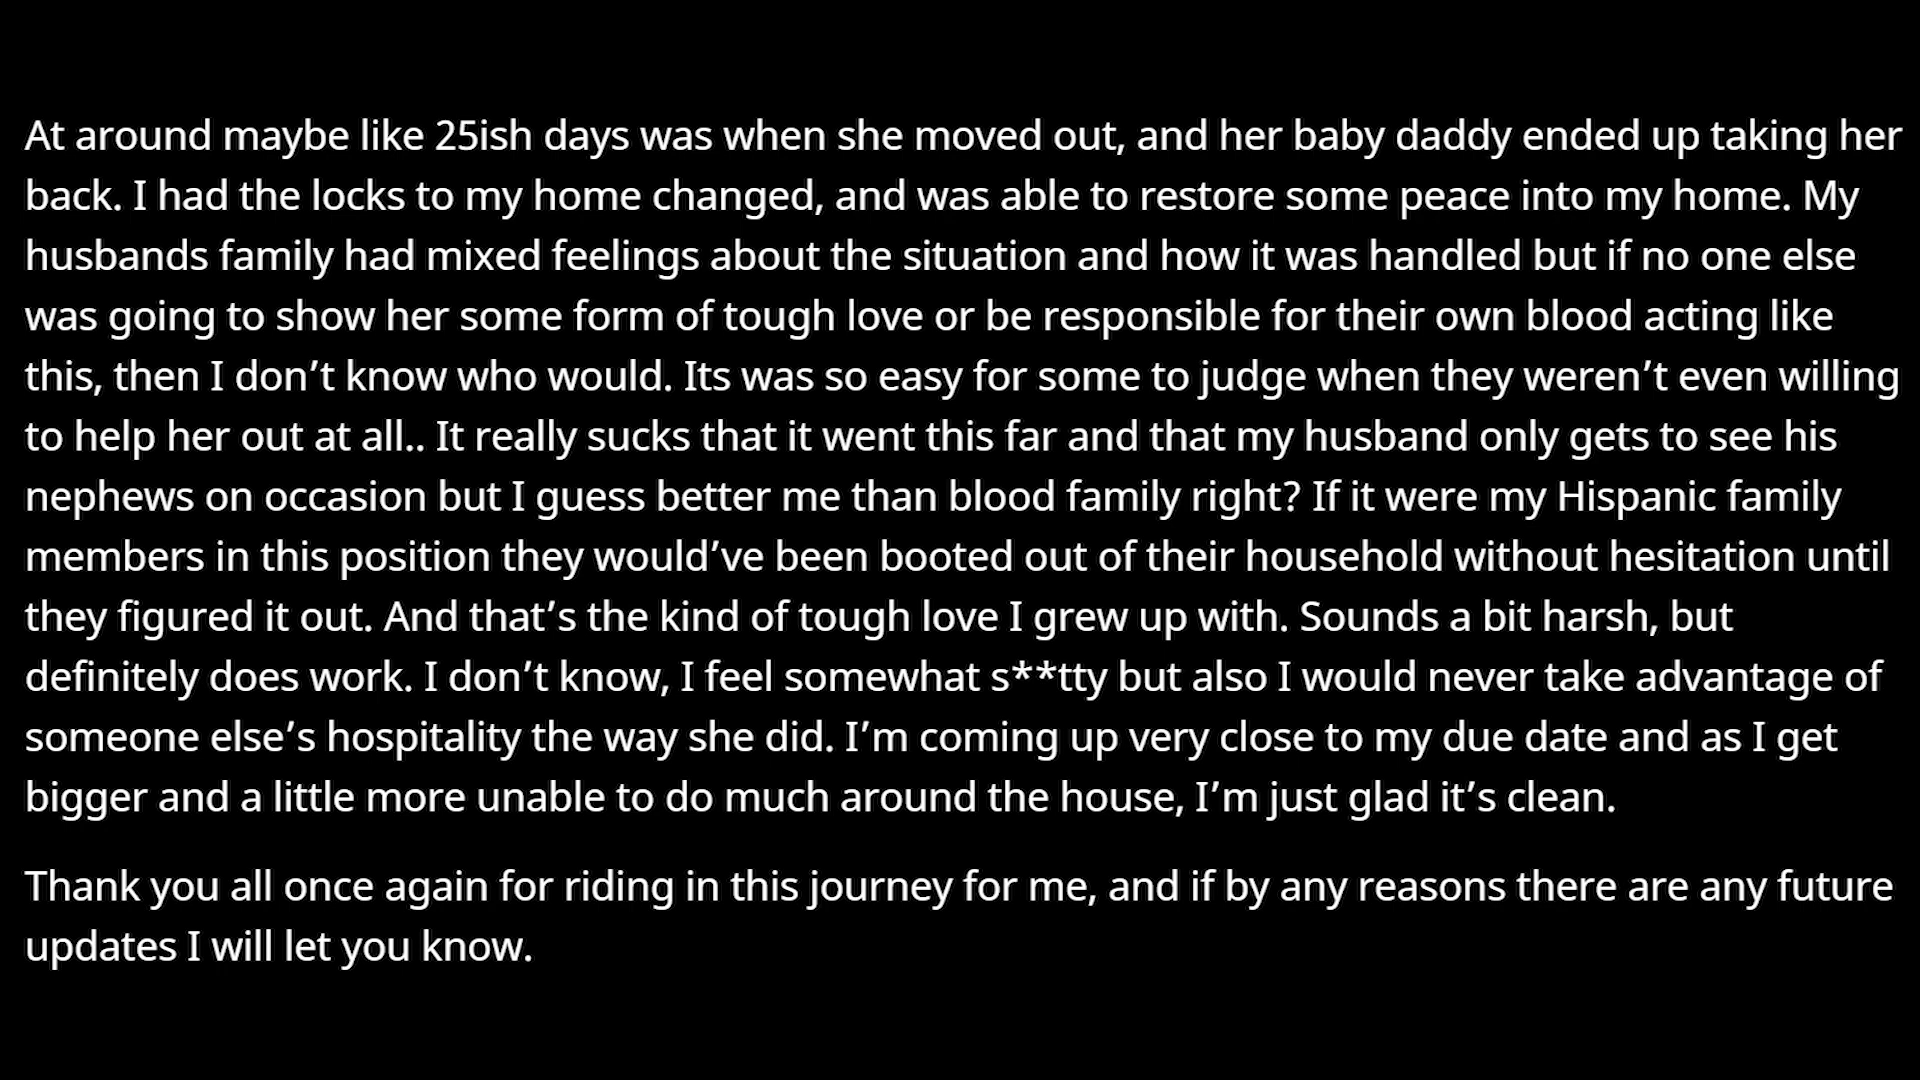 At around maybe like 25ish days was when she moved out, and her baby daddy ended up taking her
back. I had the locks to my home changed, and was able to restore some peace into my home. My
husbands family had mixed feelings about the situation and how it was handled but if no one else
was going to show her some form of tough love or be responsible for their own blood acting like
this, then I don’t know who would. Its was so easy for some to judge when they weren’t even willing
to help her out at all.. It really sucks that it went this far and that my husband only gets to see his
nephews on occasion but I guess better me than blood family right? If it were my Hispanic family
members in this position they would’ve been booted out of their household without hesitation until
they figured it out. And that’s the kind of tough love I grew up with. Sounds a bit harsh, but
definitely does work. I don’t know, I feel somewhat s**tty but also I would never take advantage of
someone else’s hospitality the way she did. I’m coming up very close to my due date and as I get
bigger and a little more unable to do much around the house, I’m just glad it’s clean.
Thank you all once again for riding in this journey for me, and if by any reasons there are any future
updates I will let you know.